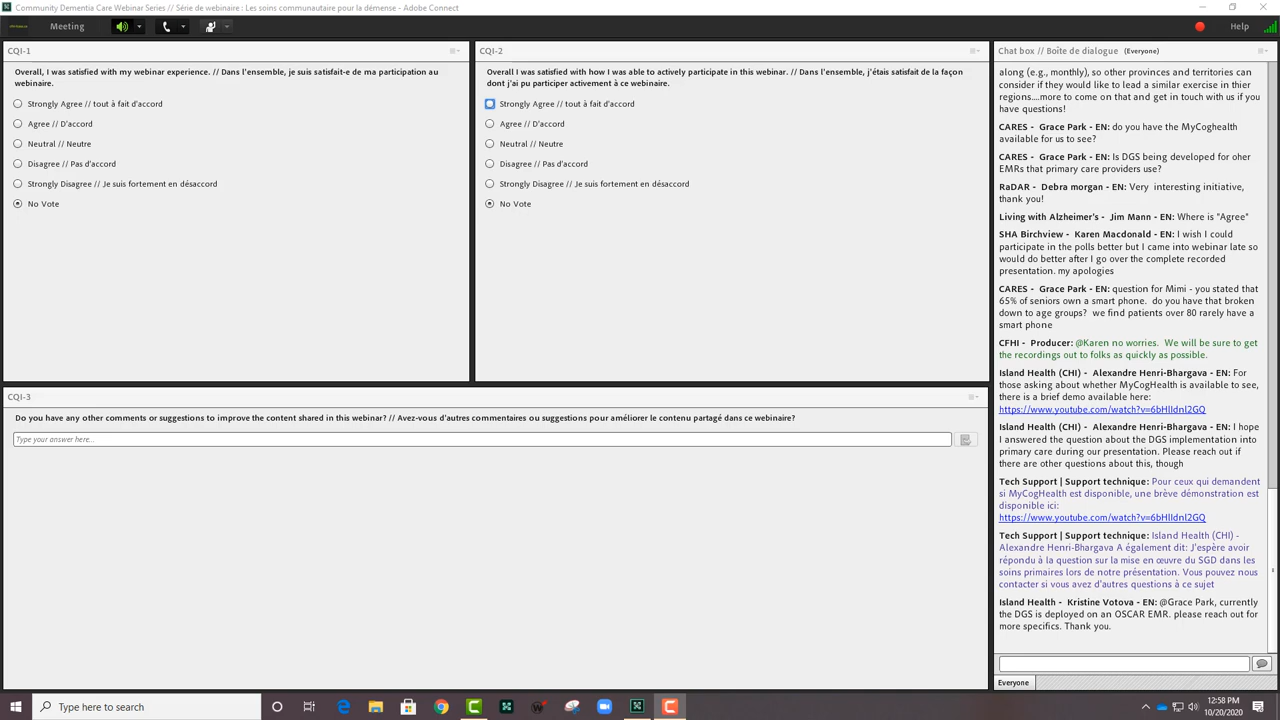 Community Dementia Care Webinar Series // Série de webinaire : Les soins communautaire pour la démense - Adobe Connect
Meeting
Help
CQI-1
Overall, I was satisfied with my webinar experience. // Dans l'ensemble, je suis satisfait-e de ma participation au
webinaire.
Strongly Agree // tout à fait d'accord
Agree // D'accord
Neutral // Neutre
Disagree // Pas d'accord
Strongly Disagree // Je suis fortement en désaccord
No Vote
CQI-2
Overall I was satisfied with how I was able to actively participate in this webinar. // Dans l'ensemble, j'étais satisfait de la façon
dont j'ai pu participer activement à ce webinaire.
Strongly Agree // tout à fait d'accord
Agree // D'accord
Neutral // Neutre
Disagree // Pas d'accord
Strongly Disagree // Je suis fortement en désaccord
No Vote
CQI-3
Do you have any other comments or suggestions to improve the content shared in this webinar? // Avez-vous d'autres commentaires ou suggestions pour améliorer le contenu partagé dans ce webinaire?
Type your answer here...
Chat box // Boîte de dialogue (Everyone)
along (e.g., monthly), so other provinces and territories can
consider if they would like to lead a similar exercise in thier
regions....more to come on that and get in touch with us if you
have questions!
CARES - Grace Park - EN: do you have the MyCoghealth
available for us to see?
CARES - Grace Park - EN: Is DGS being developed for oher
EMRs that primary care providers use?
RaDAR - Debra morgan - EN: Very interesting initiative,
thank you!
Living with Alzheimer's - Jim Mann - EN: Where is "Agree"
SHA Birchview - Karen Macdonald - EN: I wish I could
participate in the polls better but I came into webinar late so
would do better after I go over the complete recorded
presentation. my apologies
CARES - Grace Park - EN: question for Mimi - you stated that
65% of seniors own a smart phone. do you have that broken
down to age groups? we find patients over 80 rarely have a
smart phone
CFHI - Producer: @Karen no worries. We will be sure to get
the recordings out to folks as quickly as possible.
Island Health (CHI) - Alexandre Henri-Bhargava - EN: For
those asking about whether MyCogHealth is available to see,
there is a brief demo available here:
https://www.youtube.com/watch?v=6bHlIdnl2GQ
Island Health (CHI) - Alexandre Henri-Bhargava - EN: I hope
I answered the question about the DGS implementation into
primary care during our presentation. Please reach out if
there are other questions about this, though
Tech Support | Support technique: Pour ceux qui demandent
si MyCogHealth est disponible, une brève démonstration est
disponible ici:
https://www.youtube.com/watch?v=6bHlIdnl2GQ
Tech Support | Support technique: Island Health (CHI) -
Alexandre Henri-Bhargava A également dit: J'espère avoir
répondu à la question sur la mise en œuvre du SGD dans les
soins primaires lors de notre présentation. Vous pouvez nous
contacter si vous avez d'autres questions à ce sujet
Island Health - Kristine Votova - EN: @Grace Park, currently
the DGS is deployed on an OSCAR EMR. please reach out for
more specifics. Thank you.
Everyone
Type here to search
12:58 PM
10/20/2020